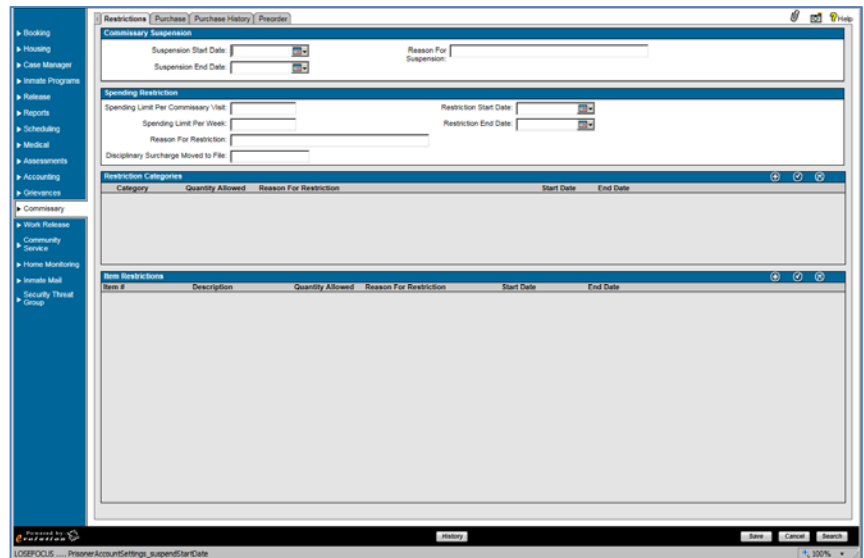 Restrictions Purchase Purchase History Preorder Help
Booking
Housing
Case Manager
Inmate Programs
Release
Reports
Scheduling
Medical
Assessments
Accounting
Grievances
Commissary
Work Release
Community
Service
Home Monitoring
Inmate Mail
Security Threat
Group
Commissary Suspension
Suspension Start Date:
Reason For
Suspension:
Suspension End Date:
Spending Restriction
Spending Limit Per Commissary Visit:
Restriction Start Date:
Spending Limit Per Week:
Restriction End Date:
Reason For Restriction:
Disciplinary Surcharge Moved to File:
Restriction Categories
Category Quantity Allowed Reason For Restriction Start Date End Date
Item Restrictions
Item # Description Quantity Allowed Reason For Restriction Start Date End Date
Powered by
evolution
History Save Cancel Search
LOSEFOCUS ..... PrisonerAccountSettings_suspendStartDate 100%